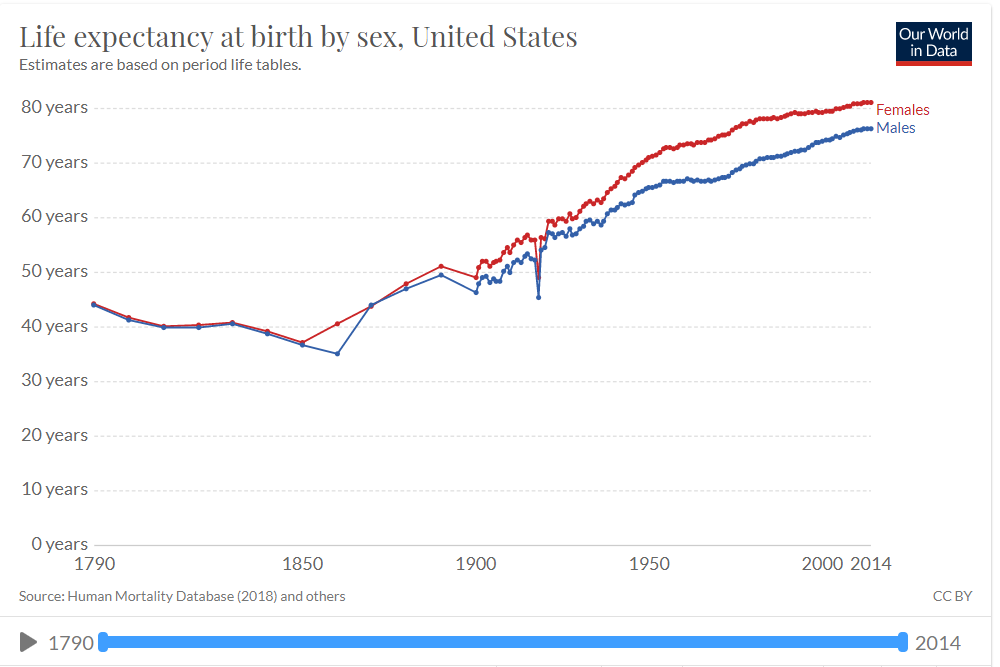 Life expectancy at birth by sex, United States
Estimates are based on period life tables.
Our World
in Data
80 years
70 years
60 years
50 years
40 years
30 years
20 years
10 years
0 years
Females
Males
1790 1850 1900 1950 2000 2014
Source: Human Mortality Database (2018) and others
CC BY
1790 2014